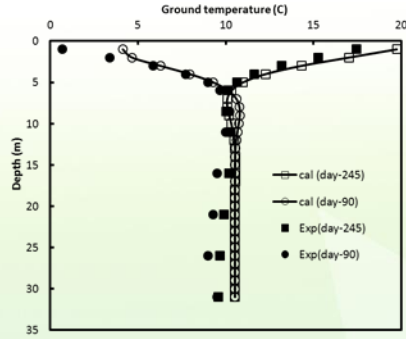 Ground temperature (C)
0 5 10 15 20
0
5
10
15
20
25
30
35
Depth (m)
cal (day-245)
cal (day-90)
Exp(day-245)
Exp(day-90)